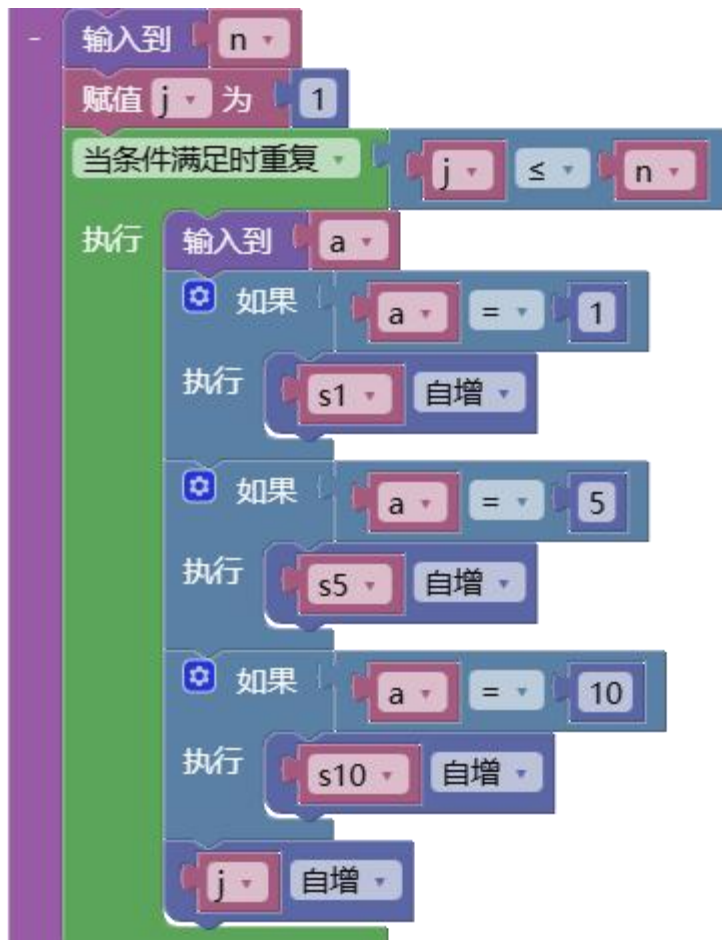 - 输入到 n
赋值 j 为 1
当条件满足时重复 j ≤ n
执行 输入到 a
如果 a = 1
执行 s1 自增
如果 a = 5
执行 s5 自增
如果 a = 10
执行 s10 自增
j 自增